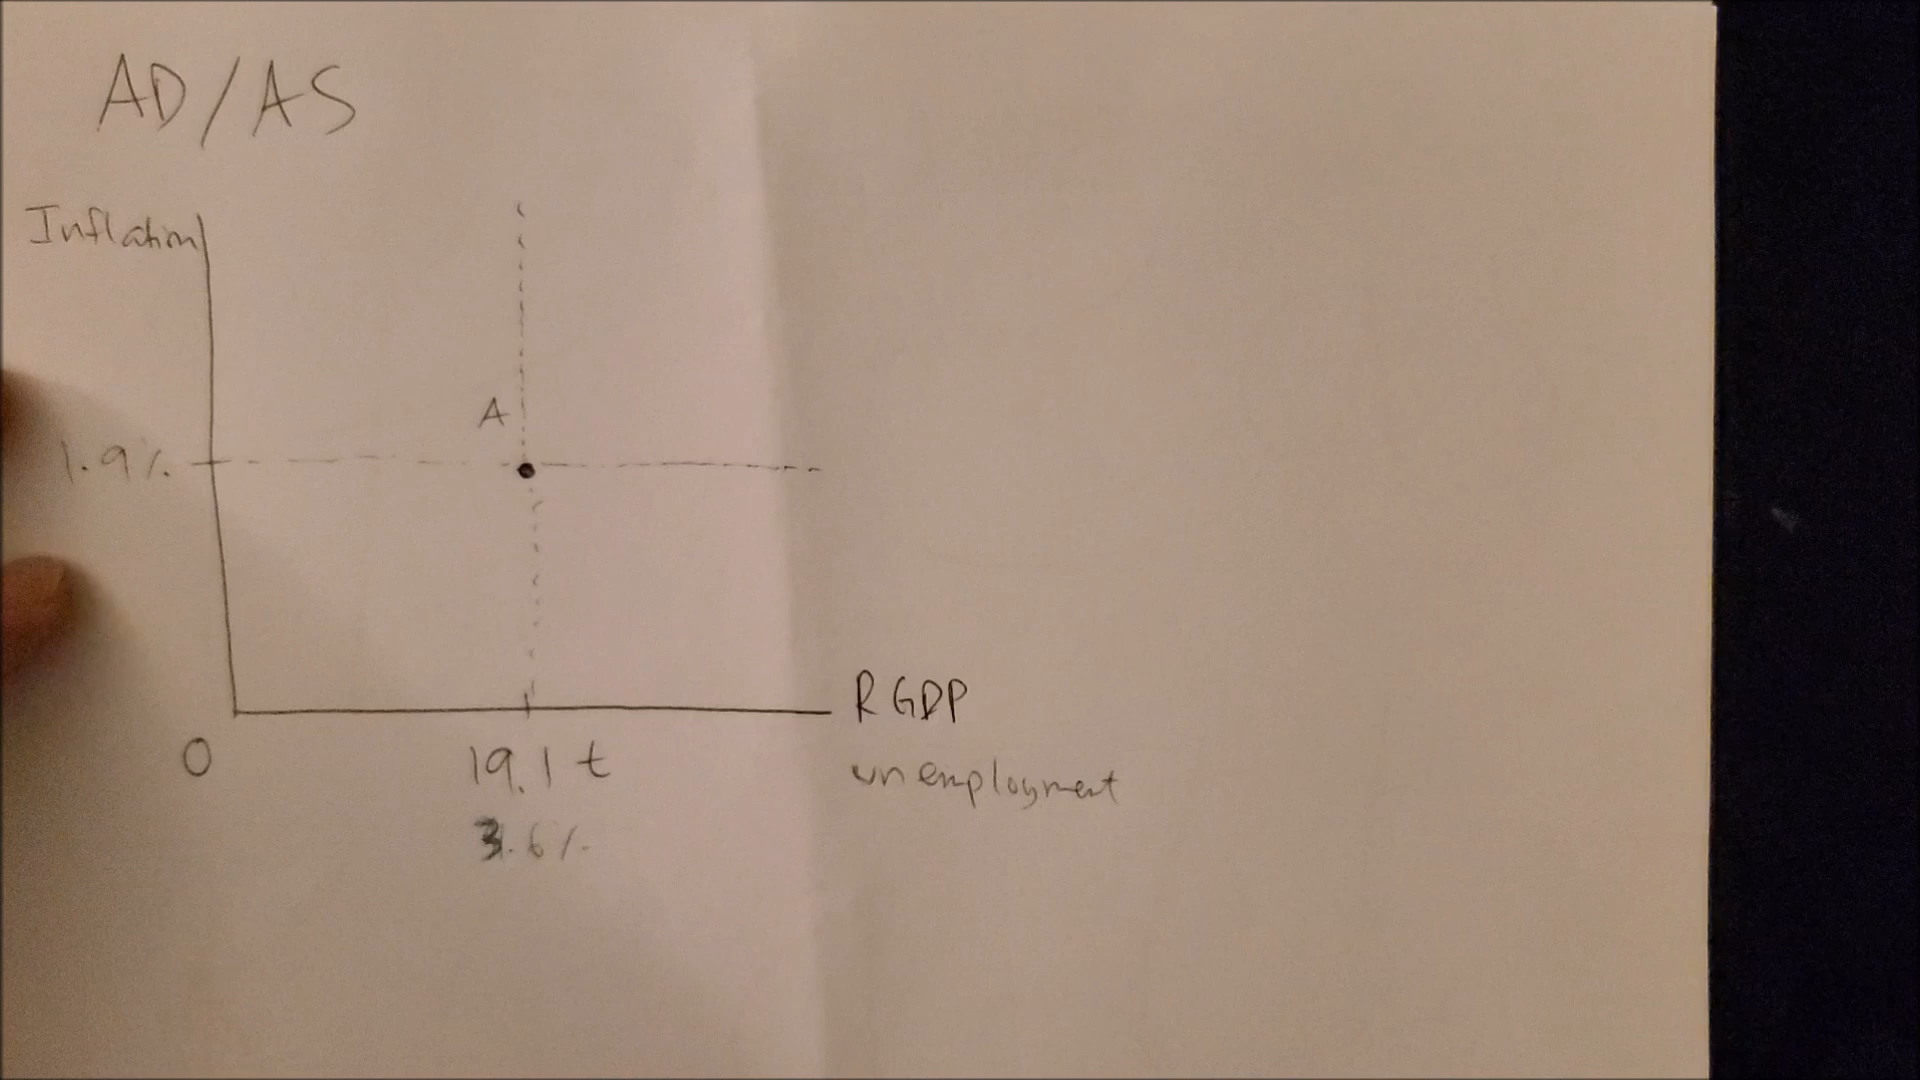 AD/AS
Inflation
A
1.9%
RGDP
0
19.1 t
unemployment
3.6%